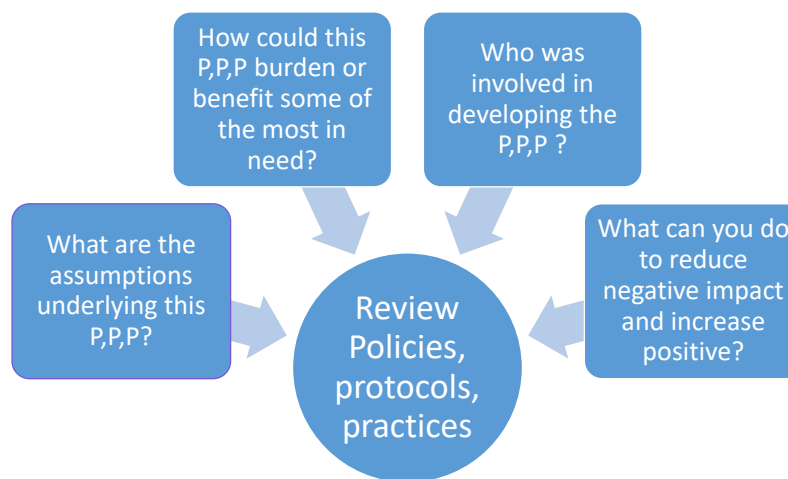 How could this
P,P,P burden or
benefit some of
the most in
need?
Who was
involved in
developing the
P,P,P ?
What are the
assumptions
underlying this
P,P,P?
What can you do
to reduce
negative impact
and increase
positive?
Review
Policies,
protocols,
practices